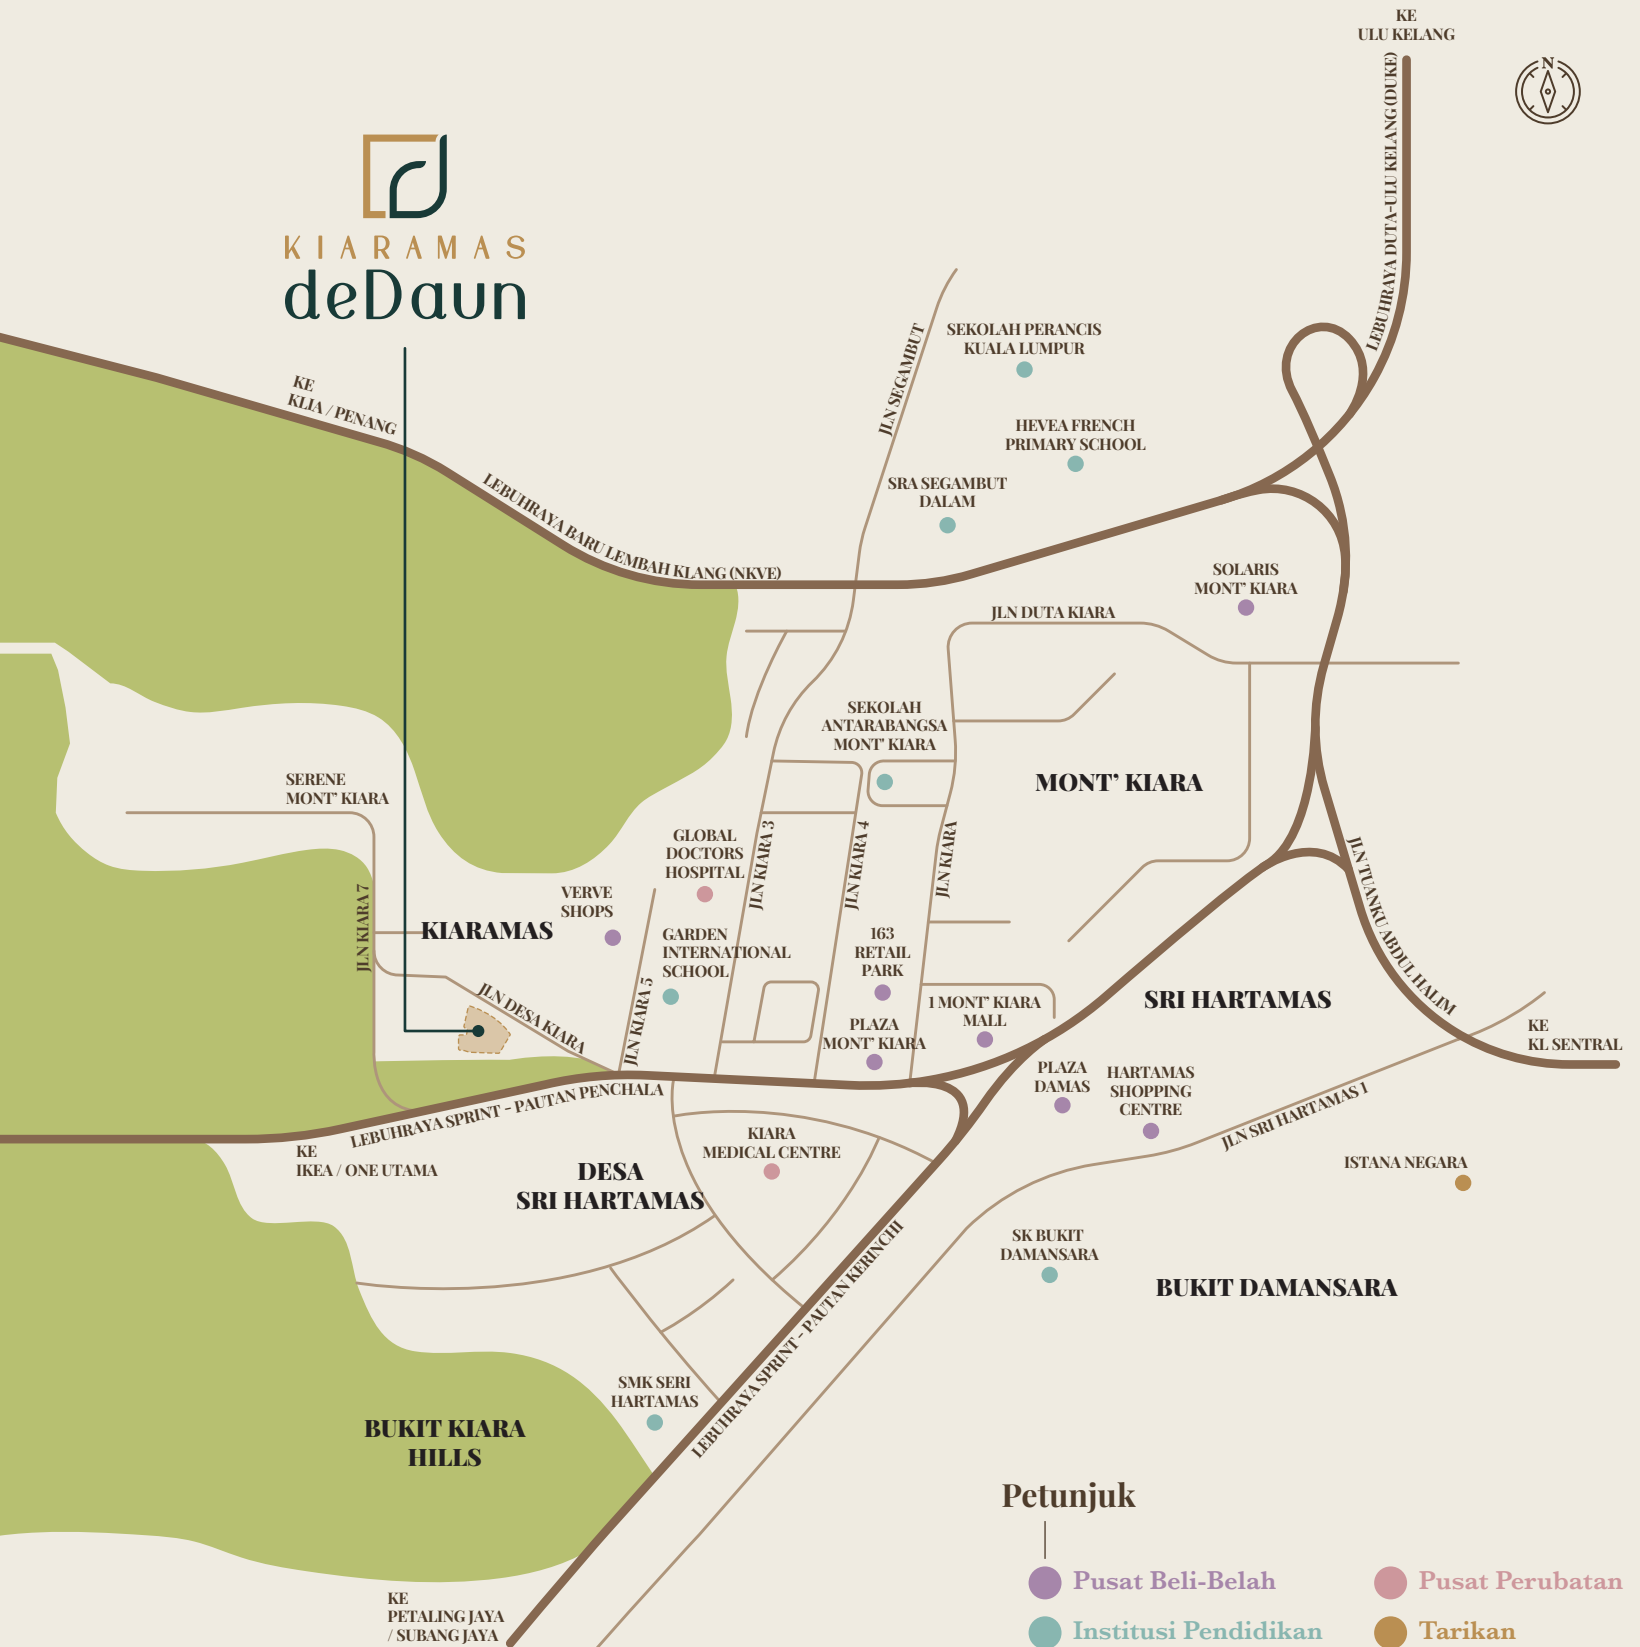 KE
ULU KELANG
N
LEBUHRAYA DUTA-ULU KELANG (DUKE)
KIARAMAS
deDaun
SEKOLAH PERANCIS
KUALA LUMPUR
JLN SEGAMBUT
KE
KLIA / PENANG
HEVEA FRENCH
PRIMARY SCHOOL
SRA SEGAMBUT
DALAM
LEBUHRAYA BARU LEMBAH KLANG (NKVE)
SOLARIS
MONT' KIARA
JLN DUTA KIARA
SEKOLAH
ANTARABANGSA
MONT' KIARA
MONT' KIARA
SERENE
MONT' KIARA
GLOBAL
DOCTORS
HOSPITAL
JLN KIARA 3
JLN KIARA 4
JLN KIARA
JLN TUANKU ABDUL HALIM
VERVE
SHOPS
JLN KIARA 7
KIARAMAS
GARDEN
INTERNATIONAL
SCHOOL
163
RETAIL
PARK
JLN DESA KIARA
JLN KIARA 5
1 MONT' KIARA
MALL
SRI HARTAMAS
PLAZA
MONT' KIARA
KE
KL SENTRAL
PLAZA
DAMAS
HARTAMAS
SHOPPING
CENTRE
LEBUHRAYA SPRINT - PAUTAN PENCHALA
JLN SRI HARTAMAS 1
KE
IKEA / ONE UTAMA
KIARA
MEDICAL CENTRE
DESA
SRI HARTAMAS
ISTANA NEGARA
SK BUKIT
DAMANSARA
LEBUHRAYA SPRINT - PAUTAN KERINCHI
BUKIT DAMANSARA
SMK SERI
HARTAMAS
BUKIT KIARA
HILLS
Petunjuk
Pusat Beli-Belah
Pusat Perubatan
Institusi Pendidikan
Tarikan
KE
PETALING JAYA
/ SUBANG JAYA